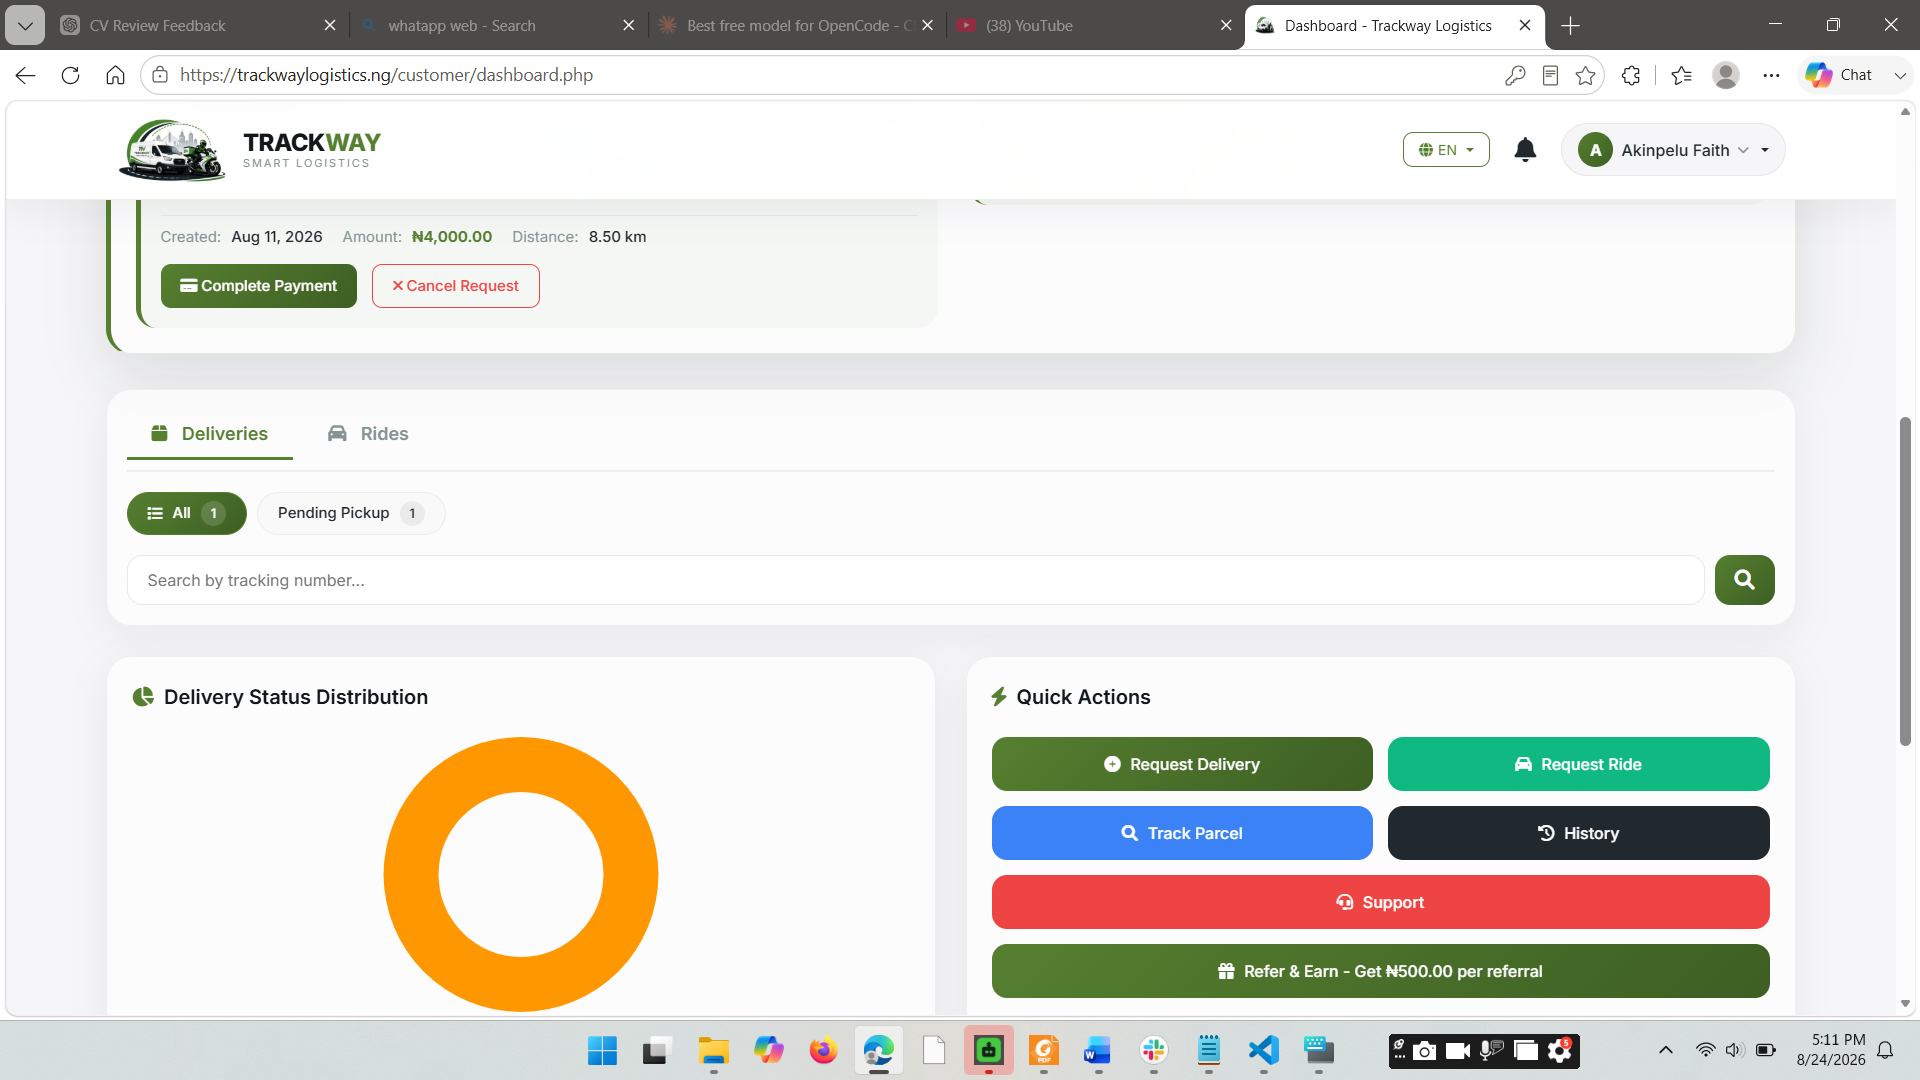 CV Review Feedback
whatapp web - Search
Best free model for OpenCode - C
(38) YouTube
Dashboard - Trackway Logistics
https://trackwaylogistics.ng/customer/dashboard.php
Chat
TRACKWAY
SMART LOGISTICS
EN
A
Akinpelu Faith
Created: Aug 11, 2026 Amount: ₦4,000.00 Distance: 8.50 km
Complete Payment
Cancel Request
Deliveries
Rides
All 1
Pending Pickup 1
Search by tracking number...
Delivery Status Distribution
Quick Actions
Request Delivery
Request Ride
Track Parcel
History
Support
Refer & Earn - Get ₦500.00 per referral
5
5:11 PM
8/24/2026